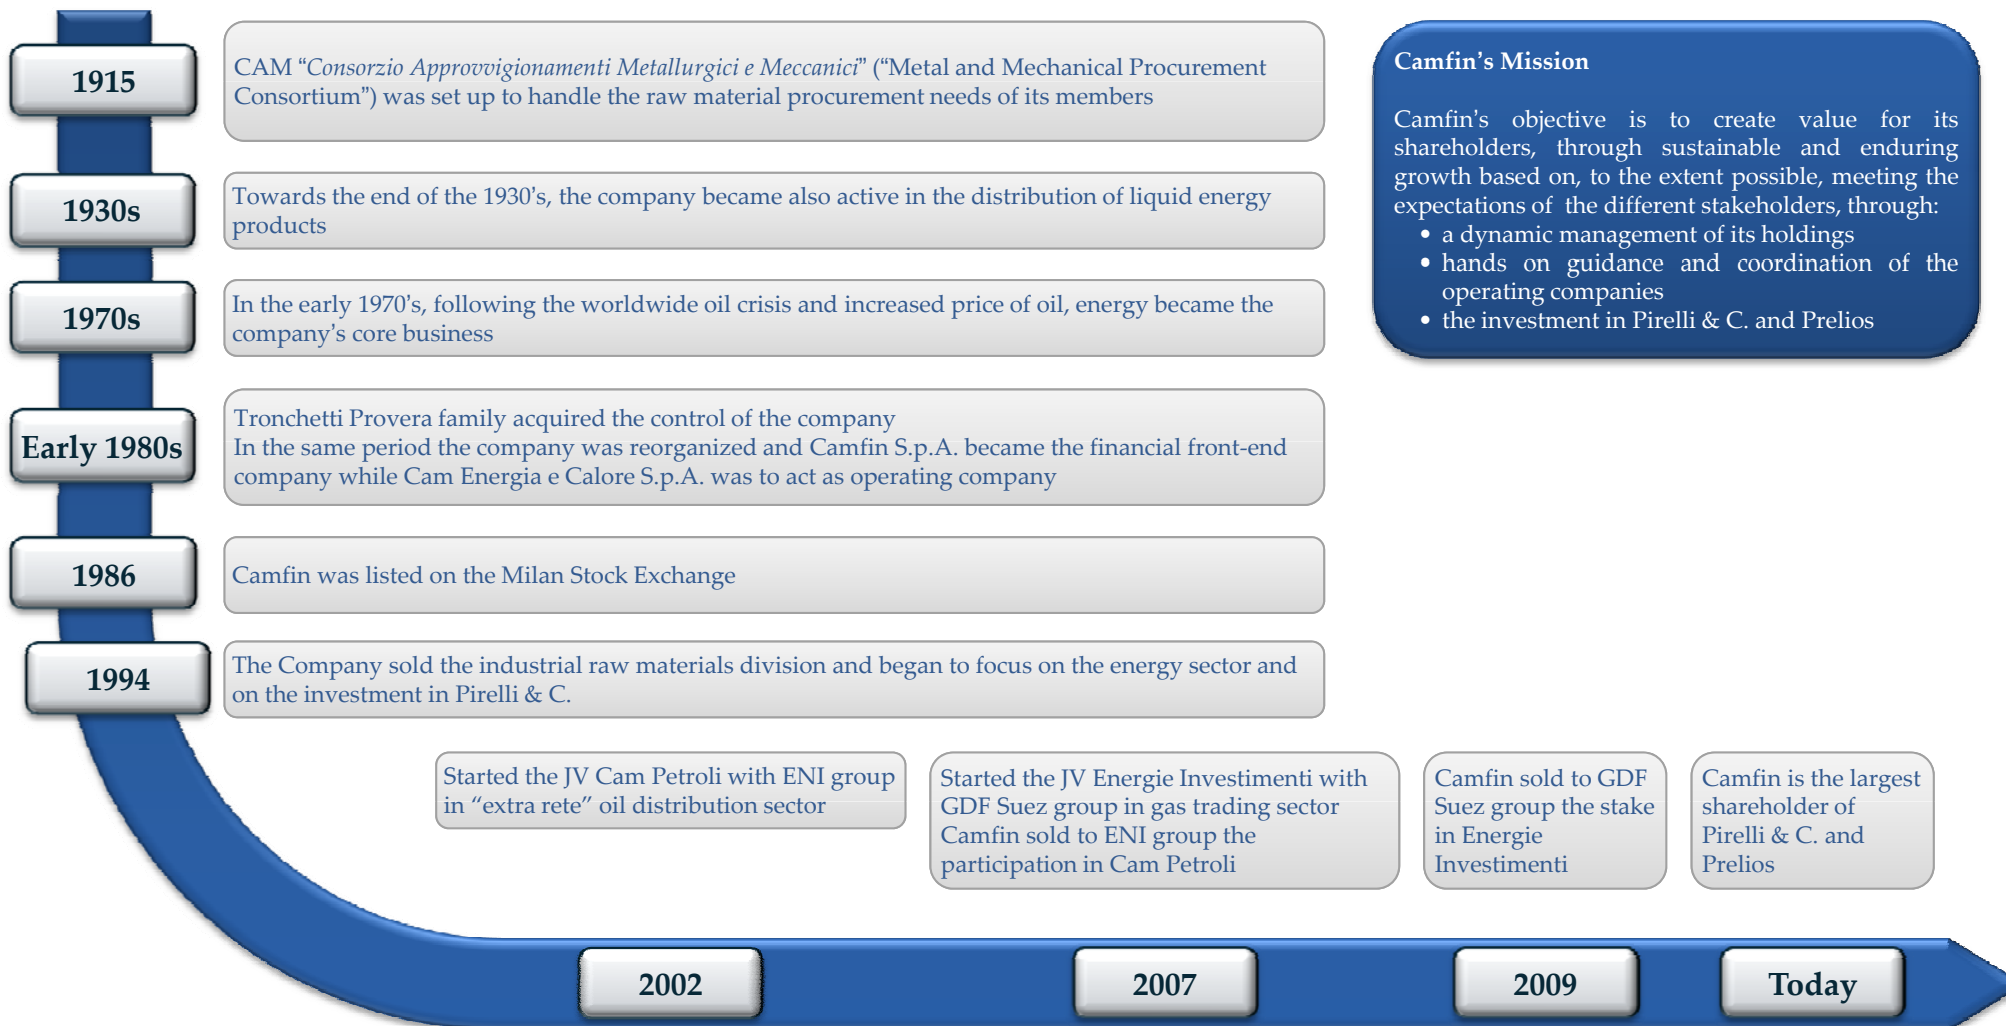 1915
CAM “Consorzio Approvvigionamenti Metallurgici e Meccanici” (“Metal and Mechanical Procurement
Consortium”) was set up to handle the raw material procurement needs of its members
1930s
Towards the end of the 1930’s, the company became also active in the distribution of liquid energy
products
1970s
In the early 1970’s, following the worldwide oil crisis and increased price of oil, energy became the
company’s core business
Early 1980s
Tronchetti Provera family acquired the control of the company
In the same period the company was reorganized and Camfin S.p.A. became the financial front-end
company while Cam Energia e Calore S.p.A. was to act as operating company
1986
Camfin was listed on the Milan Stock Exchange
1994
The Company sold the industrial raw materials division and began to focus on the energy sector and
on the investment in Pirelli & C.
Camfin’s Mission
Camfin’s objective is to create value for its
shareholders, through sustainable and enduring
growth based on, to the extent possible, meeting the
expectations of the different stakeholders, through:
• a dynamic management of its holdings
• hands on guidance and coordination of the
operating companies
• the investment in Pirelli & C. and Prelios
Started the JV Cam Petroli with ENI group
in “extra rete” oil distribution sector
2002
Started the JV Energie Investimenti with
GDF Suez group in gas trading sector
Camfin sold to ENI group the
participation in Cam Petroli
2007
Camfin sold to GDF
Suez group the stake
in Energie
Investimenti
2009
Camfin is the largest
shareholder of
Pirelli & C. and
Prelios
Today